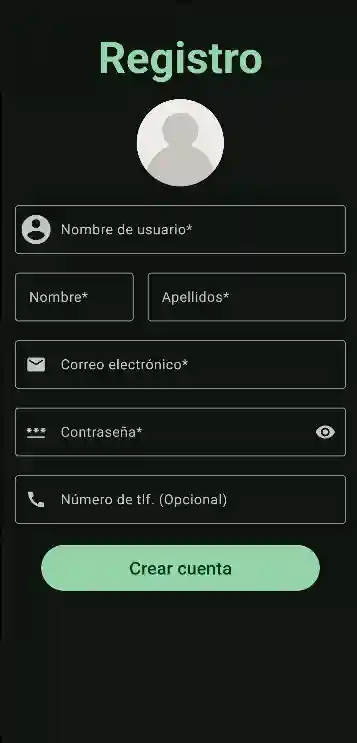 Registro
Nombre de usuario*
Nombre* Apellidos*
Correo electrónico*
Contraseña*
Número de tlf. (Opcional)
Crear cuenta